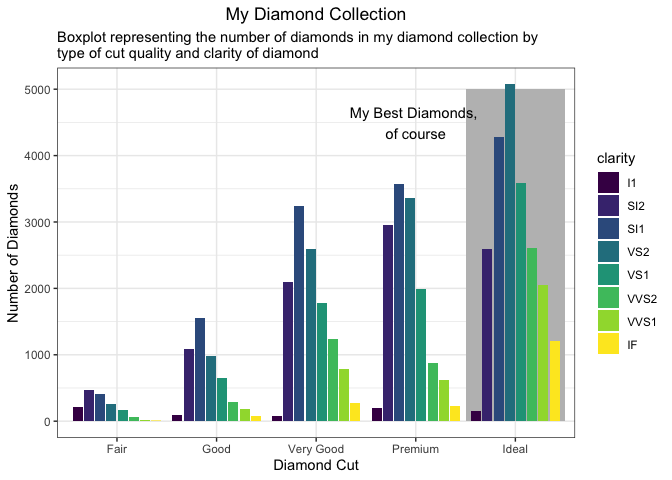 My Diamond Collection
Boxplot representing the number of diamonds in my diamond collection by
type of cut quality and clarity of diamond
My Best Diamonds,
of course
5000
4000
3000
2000
1000
0
Number of Diamonds
Fair
Good
Very Good
Premium
Ideal
Diamond Cut
clarity
I1
SI2
SI1
VS2
VS1
VVS2
VVS1
IF